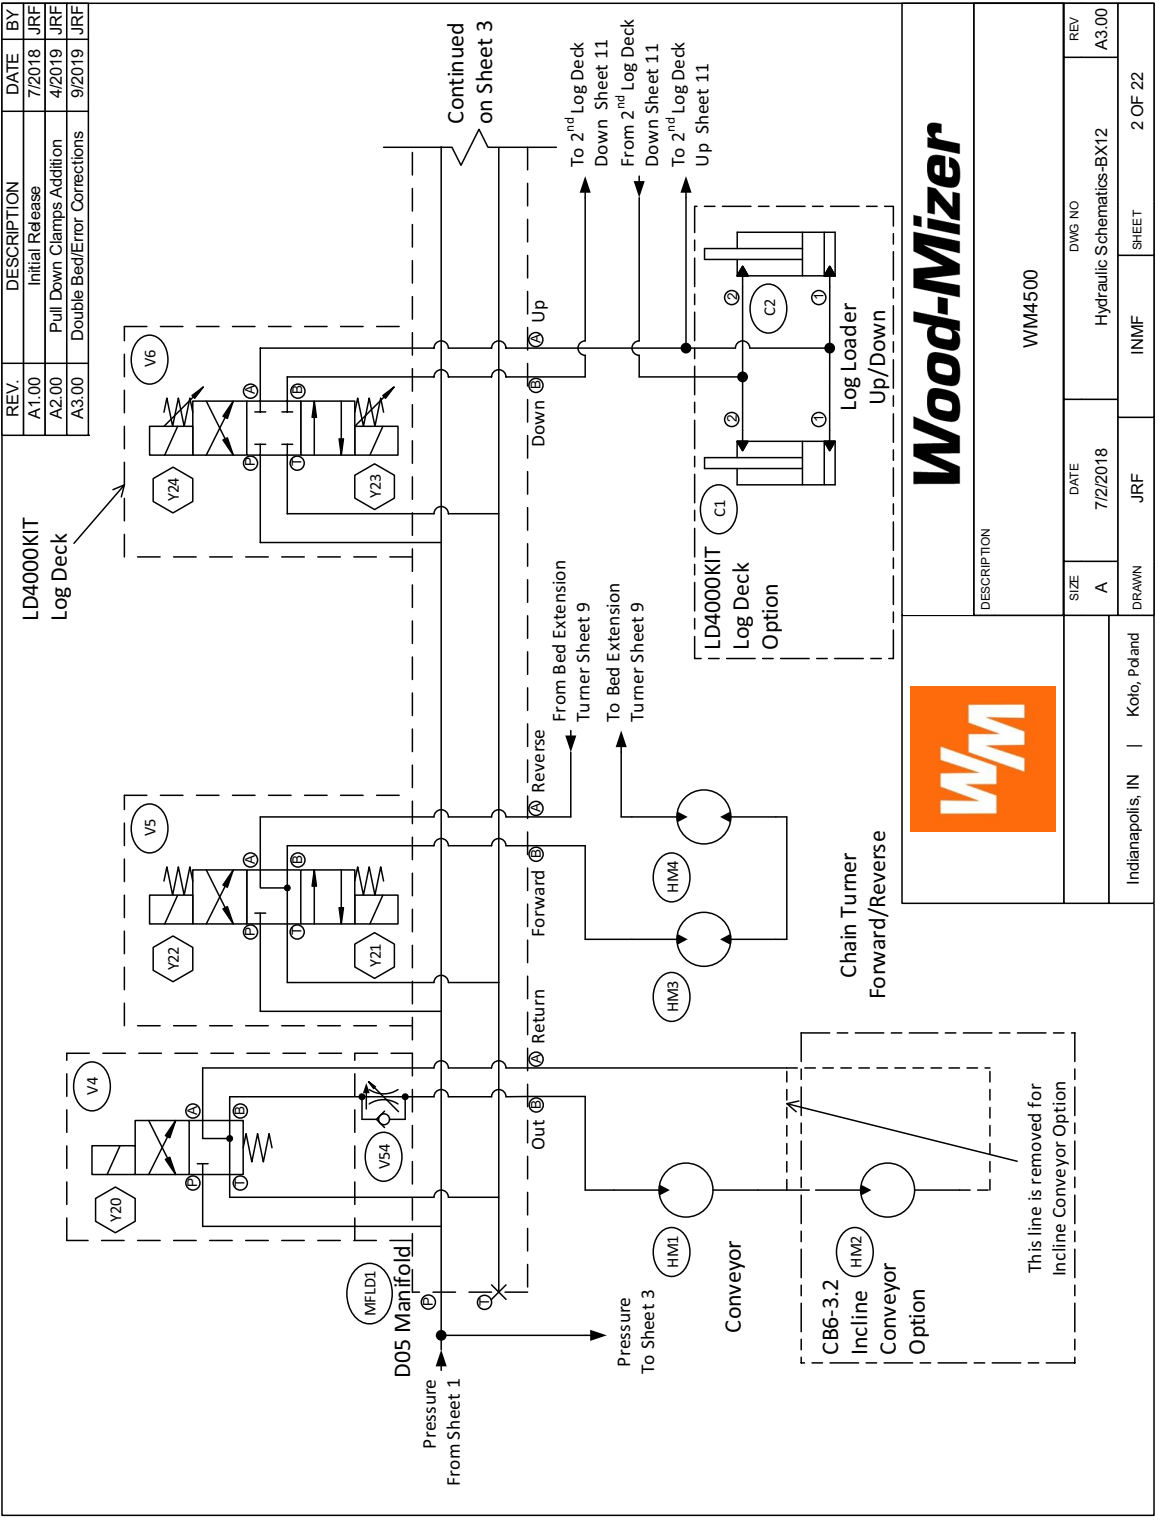 REV.	DESCRIPTION	DATE	BY
A1.00	Initial Release	7/2018	JRF
A2.00	Pull Down Clamps Addition	4/2019	JRF
A3.00	Double Bed/Error Corrections	9/2019	JRF
LD4000KIT
Log Deck
V4
Y20
A
B
P
T
V54
V5
Y22
Y21
A
B
P
T
V6
Y24
Y23
A
B
P
T
MFLD1
D05 Manifold
P
T
Pressure
From Sheet 1
Pressure
To Sheet 3
Continued
on Sheet 3
Out B
A Return
Forward B
A Reverse
Down B
A Up
From Bed Extension
Turner Sheet 9
To Bed Extension
Turner Sheet 9
To 2nd Log Deck
Down Sheet 11
From 2nd Log Deck
Down Sheet 11
To 2nd Log Deck
Up Sheet 11
HM1
Conveyor
CB6-3.2
Incline
Conveyor
Option
HM2
This line is removed for
Incline Conveyor Option
HM3
HM4
Chain Turner
Forward/Reverse
LD4000KIT
Log Deck
Option
C1
2
1
C2
2
1
Log Loader
Up/Down
WM
Indianapolis, IN | Koło, Poland
Wood-Mizer
DESCRIPTION
WM4500
SIZE	DATE	DWG NO	REV
A	7/2/2018	Hydraulic Schematics-BX12	A3.00
DRAWN	JRF	INMF	SHEET	2 OF 22